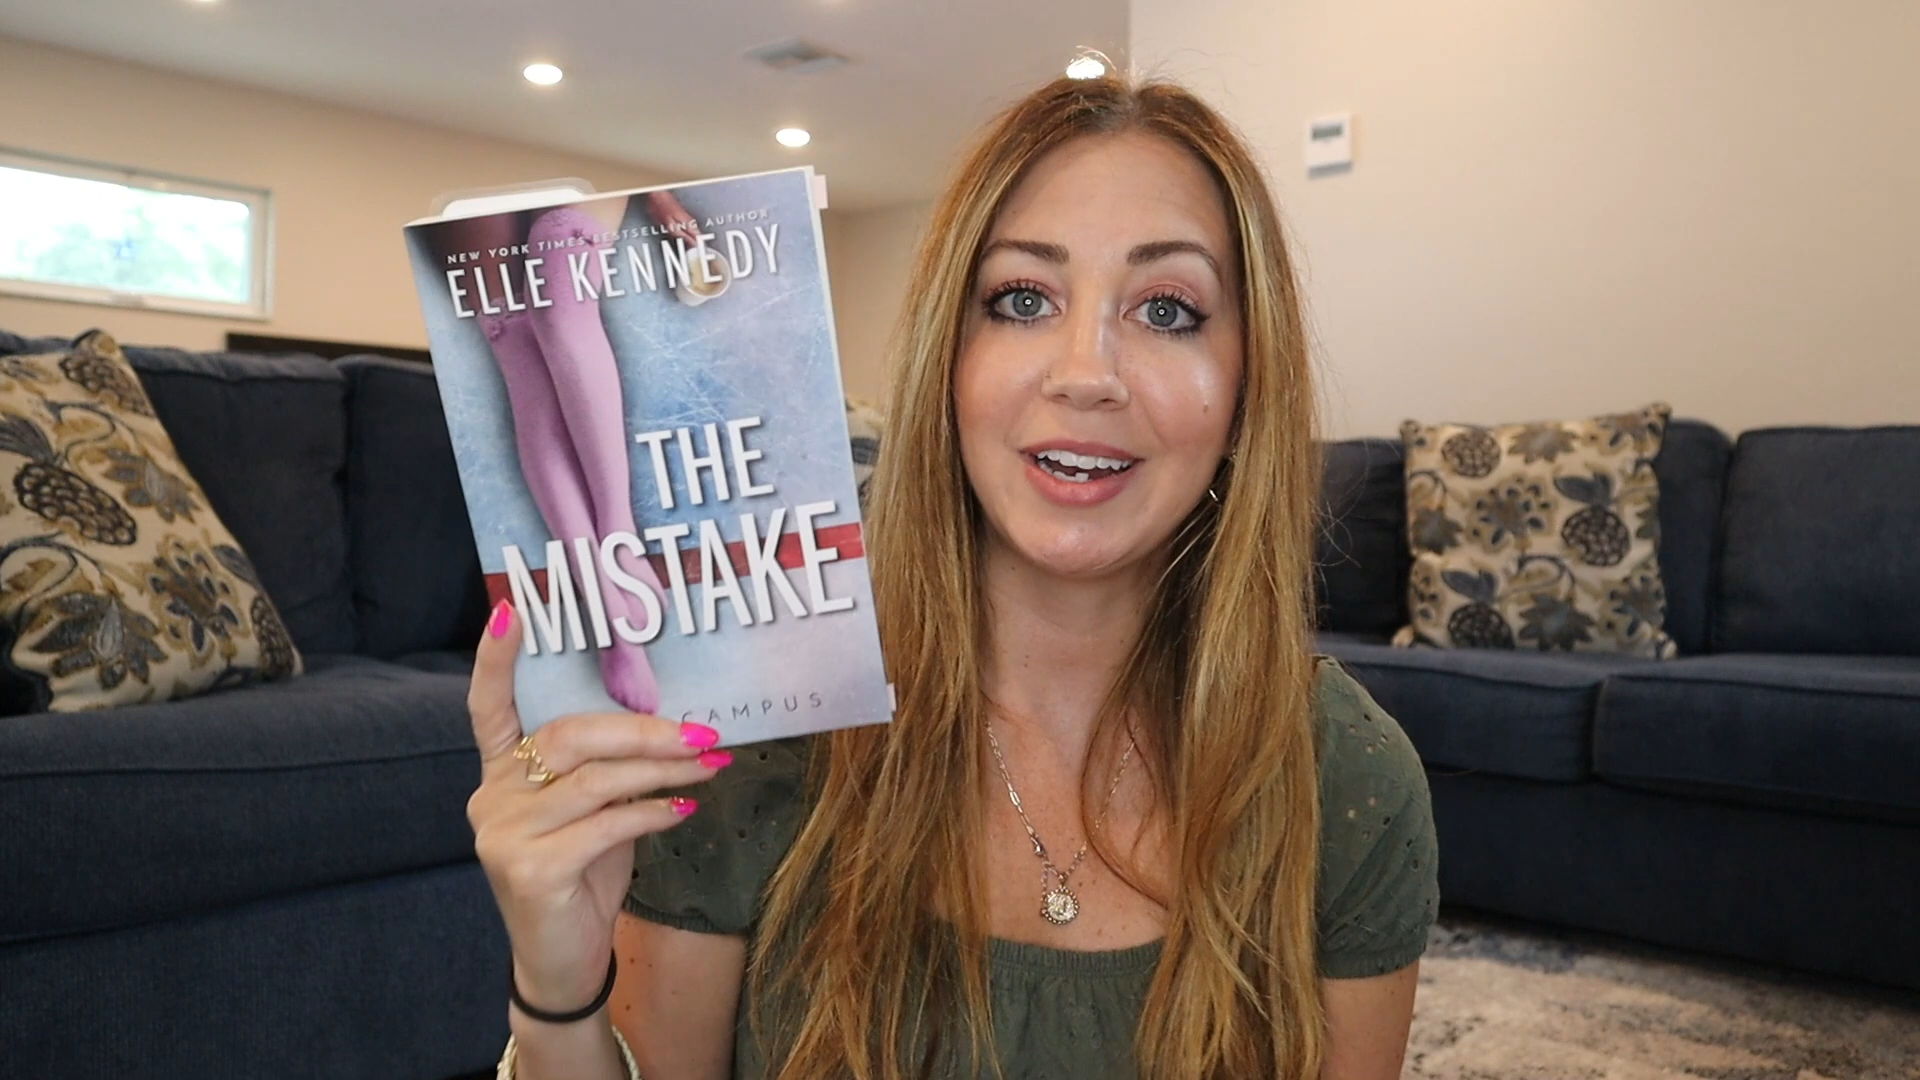 NEW YORK TIMES BESTSELLING AUTHOR
ELLE KENNEDY
THE
MISTAKE
CAMPUS